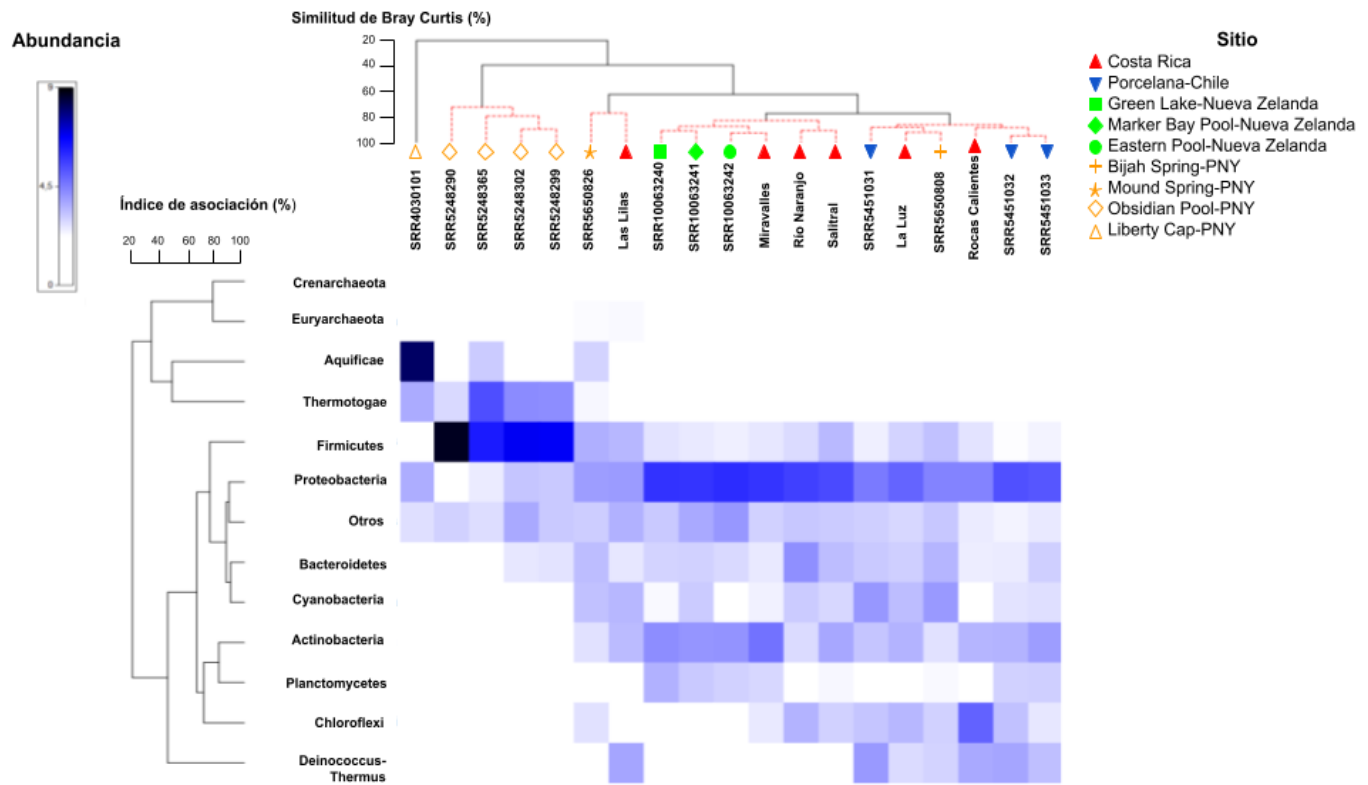 Similitud de Bray Curtis (%)
Abundancia
Sitio
20
40
60
80
100
9
4,5
0
Costa Rica
Porcelana-Chile
Green Lake-Nueva Zelanda
Marker Bay Pool-Nueva Zelanda
Eastern Pool-Nueva Zelanda
Bijah Spring-PNY
Mound Spring-PNY
Obsidian Pool-PNY
Liberty Cap-PNY
SRR4030101
SRR5248290
SRR5248365
SRR5248302
SRR5248299
SRR5650826
Las Lilas
SRR10063240
SRR10063241
SRR10063242
Miravalles
Río Naranjo
Salitral
SRR5451031
La Luz
SRR5650808
Rocas Calientes
SRR5451032
SRR5451033
Índice de asociación (%)
20 40 60 80 100
Crenarchaeota
Euryarchaeota
Aquificae
Thermotogae
Firmicutes
Proteobacteria
Otros
Bacteroidetes
Cyanobacteria
Actinobacteria
Planctomycetes
Chloroflexi
Deinococcus-
Thermus